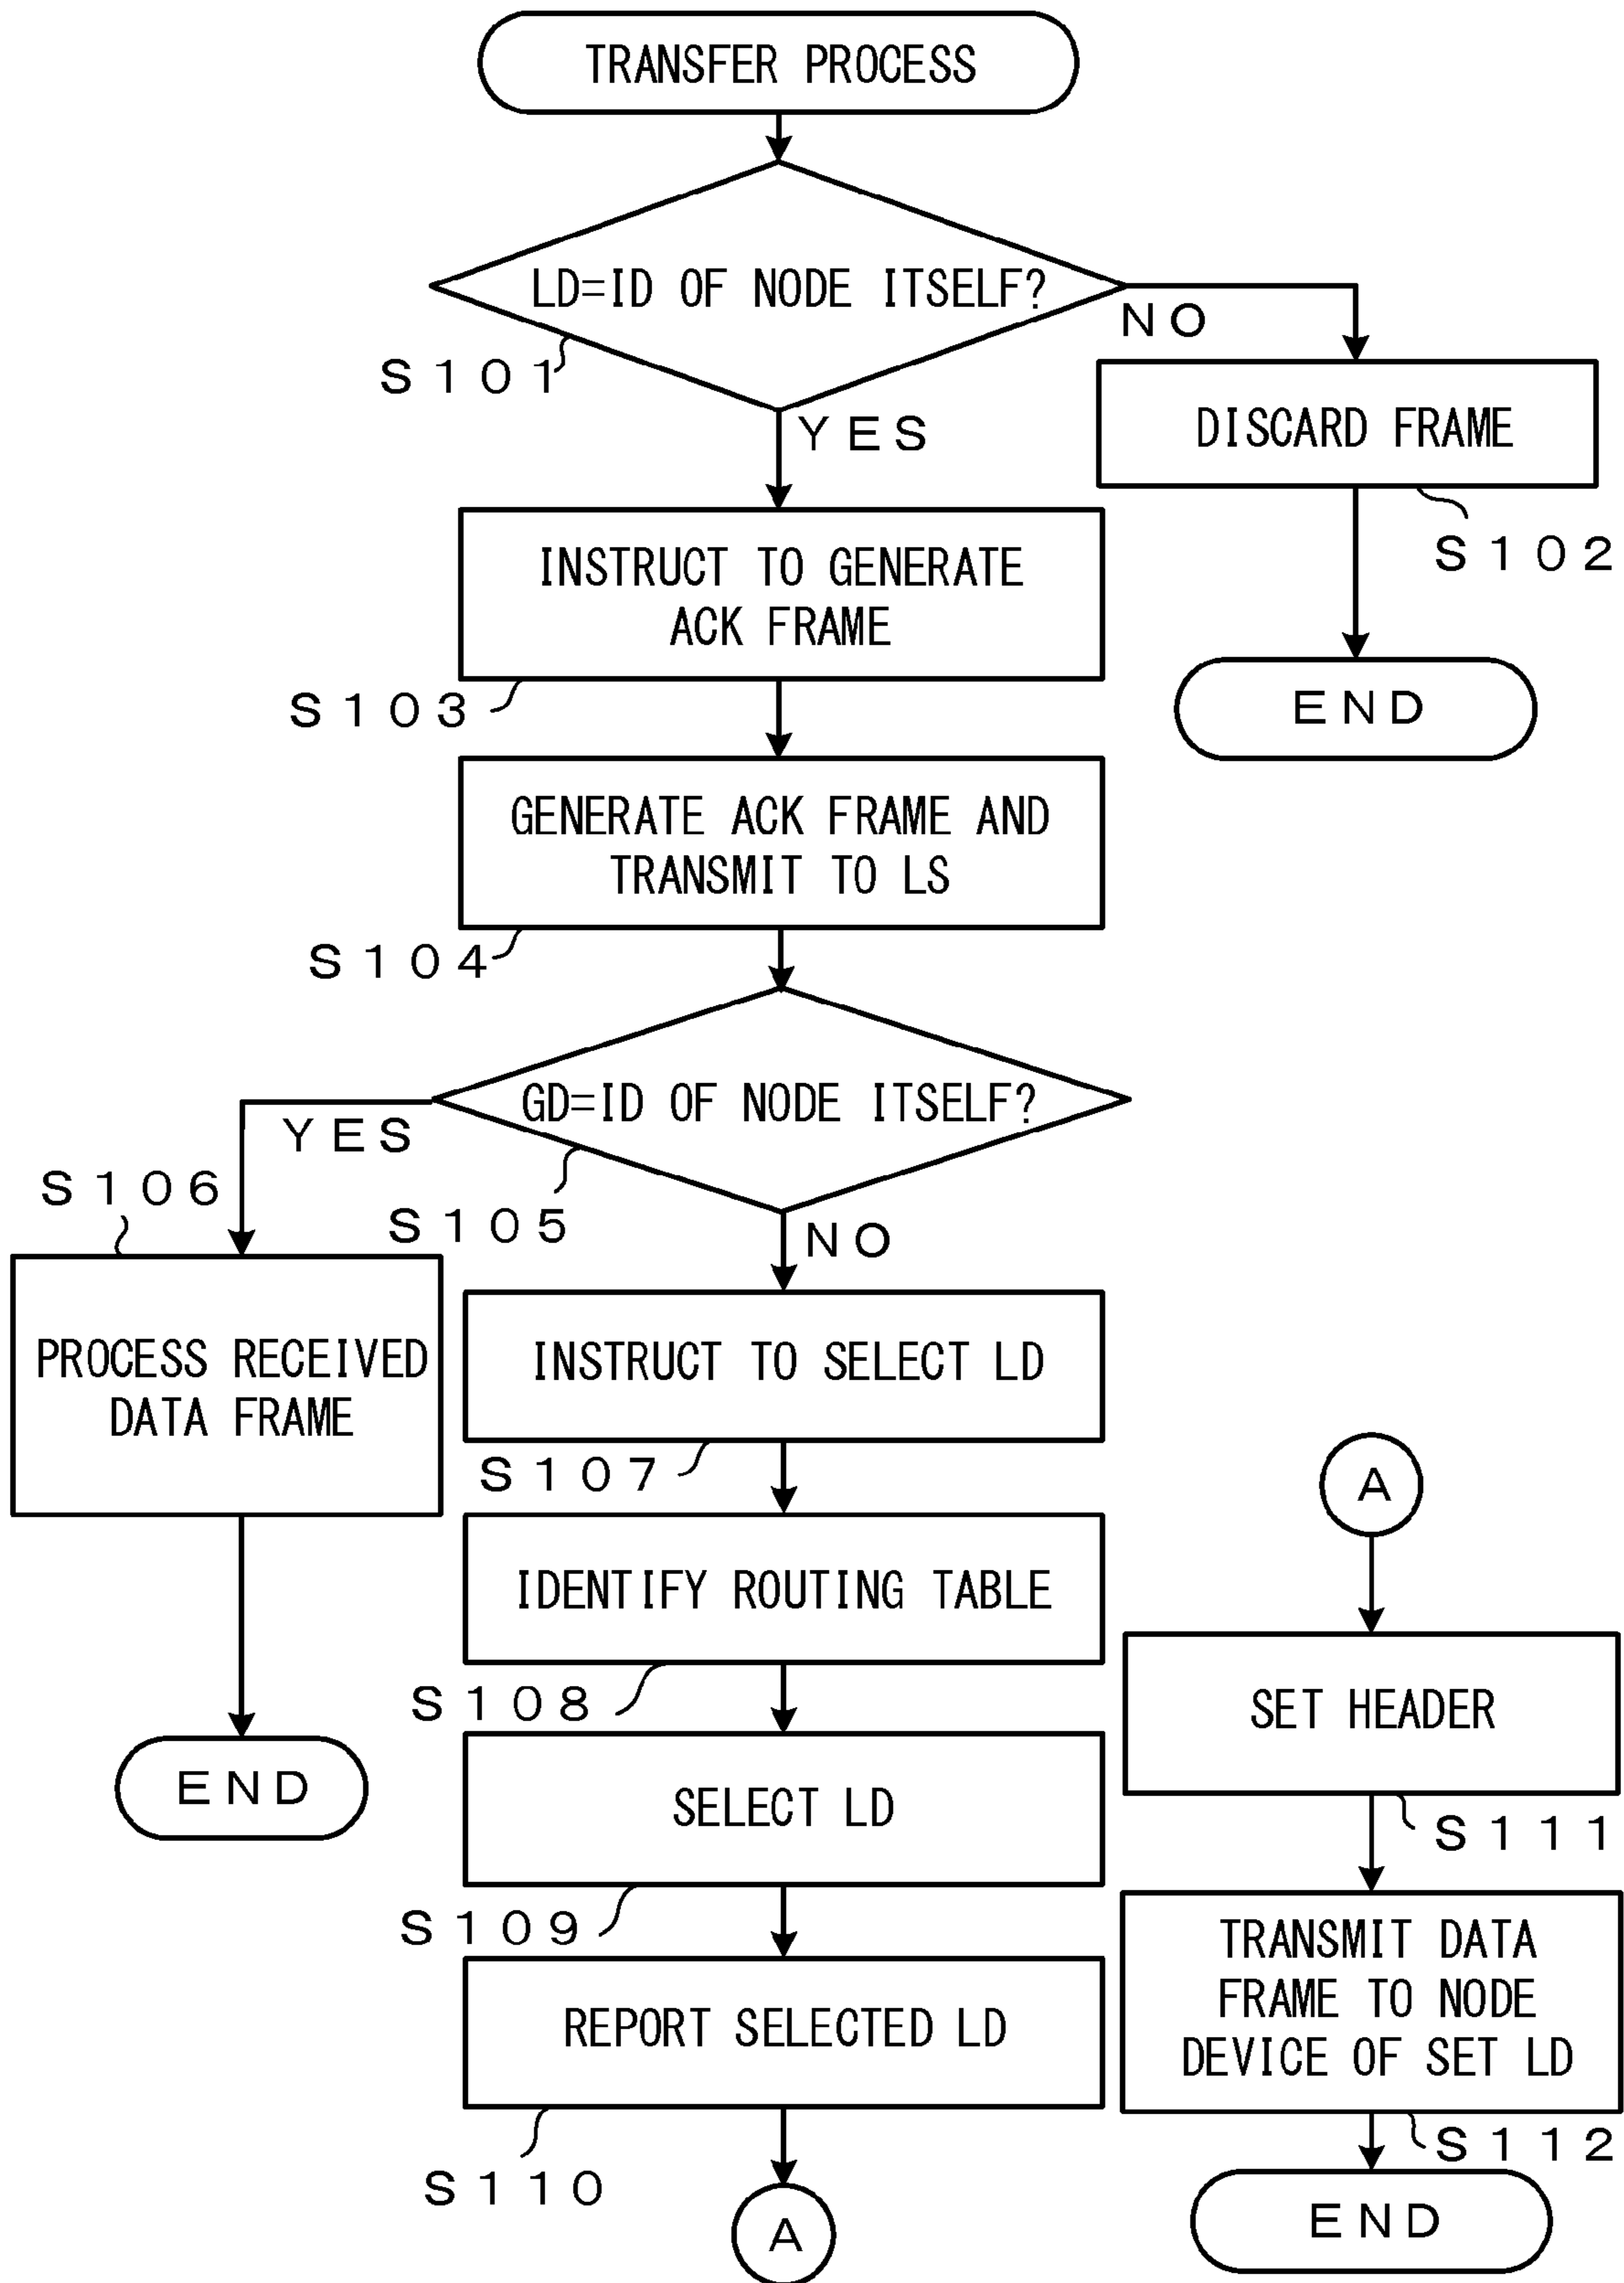 TRANSFER PROCESS
LD=ID OF NODE ITSELF?
S101
NO
YES
DISCARD FRAME
S102
END
INSTRUCT TO GENERATE
ACK FRAME
S103
GENERATE ACK FRAME AND
TRANSMIT TO LS
S104
GD=ID OF NODE ITSELF?
S105
YES
NO
S106
PROCESS RECEIVED
DATA FRAME
END
INSTRUCT TO SELECT LD
S107
IDENTIFY ROUTING TABLE
S108
SELECT LD
S109
REPORT SELECTED LD
S110
A
A
SET HEADER
S111
TRANSMIT DATA
FRAME TO NODE
DEVICE OF SET LD
S112
END